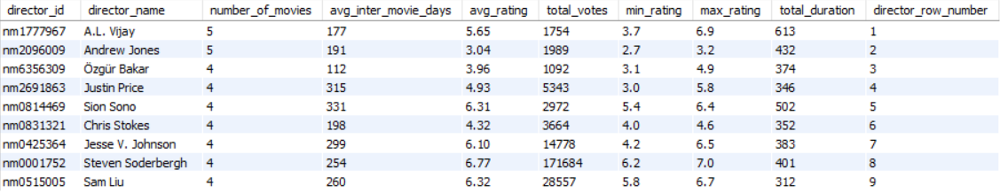 director_id director_name number_of_movies avg_inter_movie_days avg_rating total_votes min_rating max_rating total_duration director_row_number
nm1777967 A.L. Vijay 5 177 5.65 1754 3.7 6.9 613 1
nm2096009 Andrew Jones 5 191 3.04 1989 2.7 3.2 432 2
nm6356309 Özgür Bakar 4 112 3.96 1092 3.1 4.9 374 3
nm2691863 Justin Price 4 315 4.93 5343 3.0 5.8 346 4
nm0814469 Sion Sono 4 331 6.31 2972 5.4 6.4 502 5
nm0831321 Chris Stokes 4 198 4.32 3664 4.0 4.6 352 6
nm0425364 Jesse V. Johnson 4 299 6.10 14778 4.2 6.5 383 7
nm0001752 Steven Soderbergh 4 254 6.77 171684 6.2 7.0 401 8
nm0515005 Sam Liu 4 260 6.32 28557 5.8 6.7 312 9